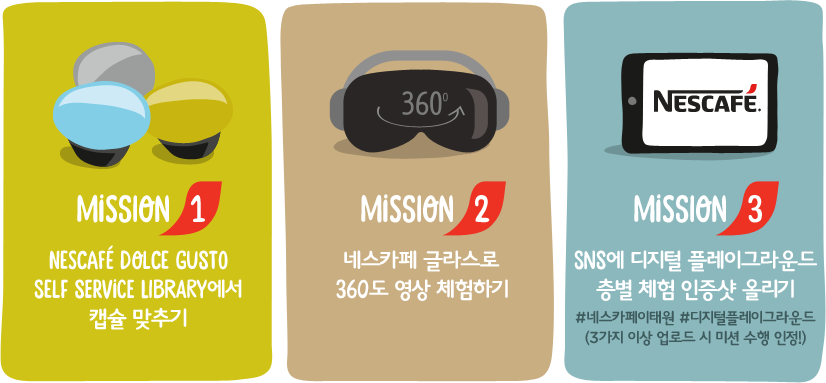 MISSION 1
NESCAFÉ DOLCE GUSTO
SELF SERVICE LIBRARY에서
캡슐 맞추기
360°
MISSION 2
네스카페 글라스로
360도 영상 체험하기
NESCAFÉ.
MISSION 3
SNS에 디지털 플레이그라운드
층별 체험 인증샷 올리기
#네스카페이태원 #디지털플레이그라운드
(3가지 이상 업로드 시 미션 수행 인정!)